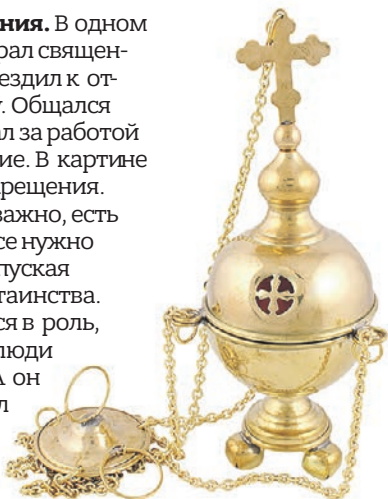 ния. В одном
рал священ-
ездил к от-
. Общался
л за работой
ие. В картине
рещения.
важно, есть
се нужно
пуская
таинства.
ся в роль,
люди
А он
л